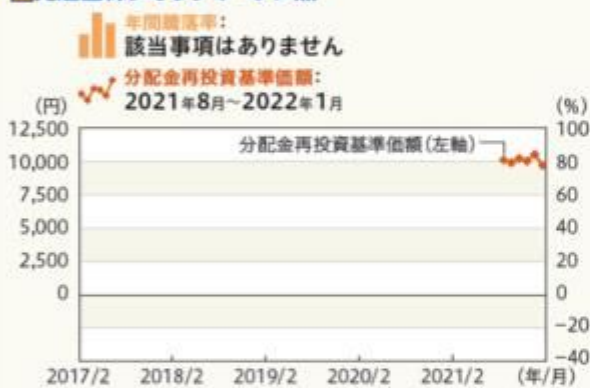 年間騰落率:
該当事項はありません
分配金再投資基準価額:
2021年8月～2022年1月
(円)
(%)
12,500
10,000
7,500
5,000
2,500
0
分配金再投資基準価額(左軸)
100
80
60
40
20
0
−20
−40
2017/2 2018/2 2019/2 2020/2 2021/2 (年/月)